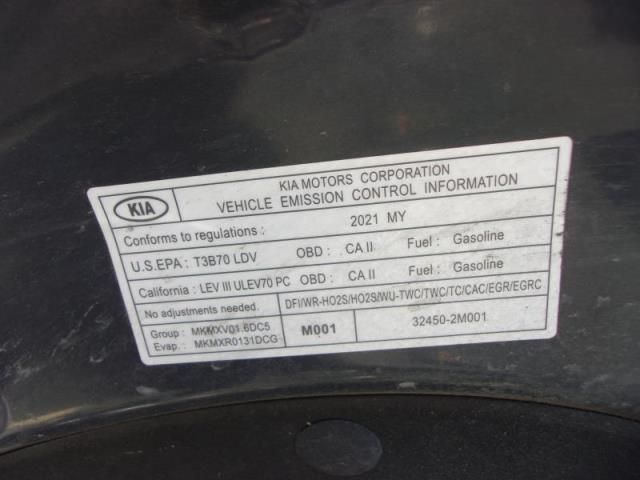 KIA
KIA MOTORS CORPORATION
VEHICLE EMISSION CONTROL INFORMATION
Conforms to regulations : 2021 MY
U.S.EPA : T3B70 LDV OBD : CA II Fuel : Gasoline
California : LEV III ULEV70 PC OBD : CA II Fuel : Gasoline
No adjustments needed. DFI/WR-HO2S/HO2S/WU-TWC/TWC/TC/CAC/EGR/EGRC
Group : MKMXV01.6DC5 M001 32450-2M001
Evap. : MKMXR0131DCG